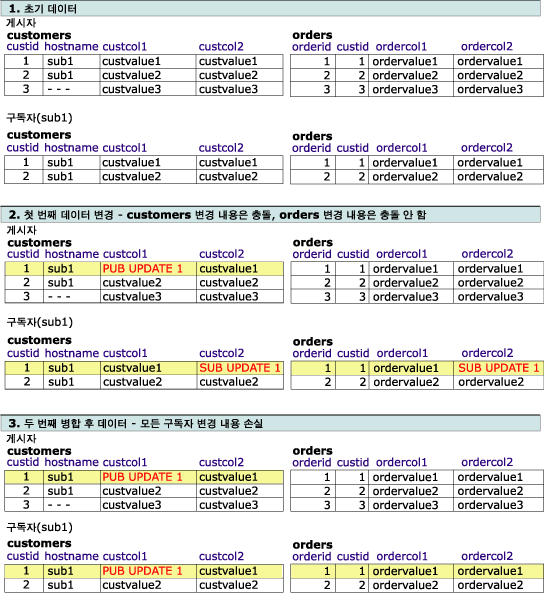 1. 초기 데이터
게시자
customers orders
custid hostname custcol1 custcol2 orderid custid ordercol1 ordercol2
1 sub1 custvalue1 custvalue1 1 1 ordervalue1 ordervalue1
2 sub1 custvalue2 custvalue2 2 2 ordervalue2 ordervalue2
3 - - - custvalue3 custvalue3 3 3 ordervalue3 ordervalue3
구독자(sub1)
customers orders
custid hostname custcol1 custcol2 orderid custid ordercol1 ordercol2
1 sub1 custvalue1 custvalue1 1 1 ordervalue1 ordervalue1
2 sub1 custvalue2 custvalue2 2 2 ordervalue2 ordervalue2
2. 첫 번째 데이터 변경 - customers 변경 내용은 충돌, orders 변경 내용은 충돌 안 함
게시자
customers orders
custid hostname custcol1 custcol2 orderid custid ordercol1 ordercol2
1 sub1 PUB UPDATE 1 custvalue1 1 1 ordervalue1 ordervalue1
2 sub1 custvalue2 custvalue2 2 2 ordervalue2 ordervalue2
3 - - - custvalue3 custvalue3 3 3 ordervalue3 ordervalue3
구독자(sub1)
customers orders
custid hostname custcol1 custcol2 orderid custid ordercol1 ordercol2
1 sub1 custvalue1 SUB UPDATE 1 1 1 ordervalue1 SUB UPDATE 1
2 sub1 custvalue2 custvalue2 2 2 ordervalue2 ordervalue2
3. 두 번째 병합 후 데이터 - 모든 구독자 변경 내용 손실
게시자
customers orders
custid hostname custcol1 custcol2 orderid custid ordercol1 ordercol2
1 sub1 PUB UPDATE 1 custvalue1 1 1 ordervalue1 ordervalue1
2 sub1 custvalue2 custvalue2 2 2 ordervalue2 ordervalue2
3 - - - custvalue3 custvalue3 3 3 ordervalue3 ordervalue3
구독자(sub1)
customers orders
custid hostname custcol1 custcol2 orderid custid ordercol1 ordercol2
1 sub1 PUB UPDATE 1 custvalue1 1 1 ordervalue1 ordervalue1
2 sub1 custvalue2 custvalue2 2 2 ordervalue2 ordervalue2